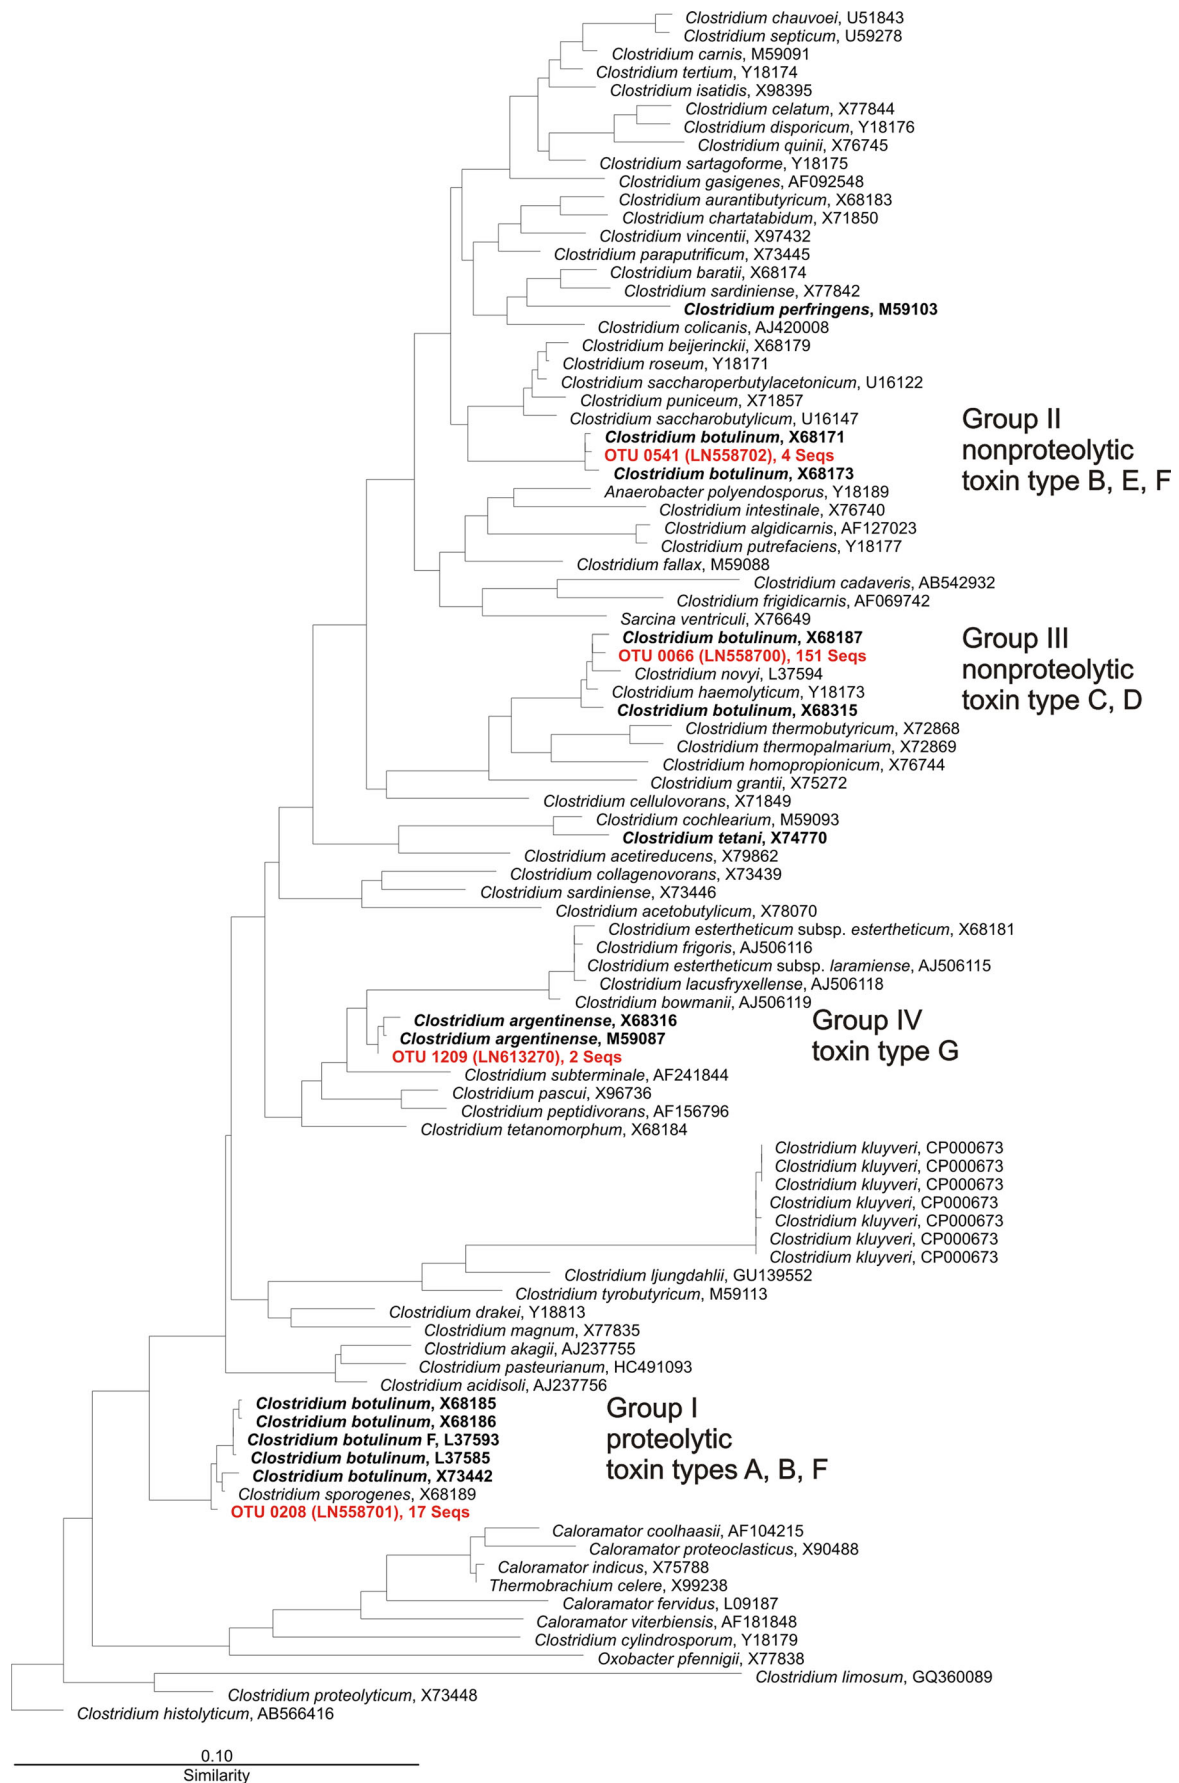 Clostridium chauvoei, U51843
Clostridium septicum, U59278
Clostridium carnis, M59091
Clostridium tertium, Y18174
Clostridium isatidis, X98395
Clostridium celatum, X77844
Clostridium disporicum, Y18176
Clostridium quinii, X76745
Clostridium sartagoforme, Y18175
Clostridium gasigenes, AF092548
Clostridium aurantibutyricum, X68183
Clostridium chartatabidum, X71850
Clostridium vincentii, X97432
Clostridium paraputrificum, X73445
Clostridium baratii, X68174
Clostridium sardiniense, X77842
Clostridium perfringens, M59103
Clostridium colicanis, AJ420008
Clostridium beijerinckii, X68179
Clostridium roseum, Y18171
Clostridium saccharoperbutylacetonicum, U16122
Clostridium puniceum, X71857
Clostridium saccharobutylicum, U16147
Clostridium botulinum, X68171
OTU 0541 (LN558702), 4 Seqs
Clostridium botulinum, X68173
Group II
nonproteolytic
toxin type B, E, F
Anaerobacter polyendosporus, Y18189
Clostridium intestinale, X76740
Clostridium algidicarnis, AF127023
Clostridium putrefaciens, Y18177
Clostridium fallax, M59088
Clostridium cadaveris, AB542932
Clostridium frigidicarnis, AF069742
Sarcina ventriculi, X76649
Clostridium botulinum, X68187
OTU 0066 (LN558700), 151 Seqs
Clostridium novyi, L37594
Clostridium haemolyticum, Y18173
Clostridium botulinum, X68315
Group III
nonproteolytic
toxin type C, D
Clostridium thermobutyricum, X72868
Clostridium thermopalmarium, X72869
Clostridium homopropionicum, X76744
Clostridium grantii, X75272
Clostridium cellulovorans, X71849
Clostridium cochlearium, M59093
Clostridium tetani, X74770
Clostridium acetireducens, X79862
Clostridium collagenovorans, X73439
Clostridium sardiniense, X73446
Clostridium acetobutylicum, X78070
Clostridium estertheticum subsp. estertheticum, X68181
Clostridium frigoris, AJ506116
Clostridium estertheticum subsp. laramiense, AJ506115
Clostridium lacusfryxellense, AJ506118
Clostridium bowmanii, AJ506119
Clostridium argentinense, X68316
Clostridium argentinense, M59087
OTU 1209 (LN613270), 2 Seqs
Group IV
toxin type G
Clostridium subterminale, AF241844
Clostridium pascui, X96736
Clostridium peptidivorans, AF156796
Clostridium tetanomorphum, X68184
Clostridium kluyveri, CP000673
Clostridium kluyveri, CP000673
Clostridium kluyveri, CP000673
Clostridium kluyveri, CP000673
Clostridium kluyveri, CP000673
Clostridium kluyveri, CP000673
Clostridium kluyveri, CP000673
Clostridium ljungdahlii, GU139552
Clostridium tyrobutyricum, M59113
Clostridium drakei, Y18813
Clostridium magnum, X77835
Clostridium akagii, AJ237755
Clostridium pasteurianum, HC491093
Clostridium acidisoli, AJ237756
Clostridium botulinum, X68185
Clostridium botulinum, X68186
Clostridium botulinum F, L37593
Clostridium botulinum, L37585
Clostridium botulinum, X73442
Clostridium sporogenes, X68189
OTU 0208 (LN558701), 17 Seqs
Group I
proteolytic
toxin types A, B, F
Caloramator coolhaasii, AF104215
Caloramator proteoclasticus, X90488
Caloramator indicus, X75788
Thermobrachium celere, X99238
Caloramator fervidus, L09187
Caloramator viterbiensis, AF181848
Clostridium cylindrosporum, Y18179
Oxobacter pfennigii, X77838
Clostridium limosum, GQ360089
Clostridium proteolyticum, X73448
Clostridium histolyticum, AB566416
0.10
Similarity